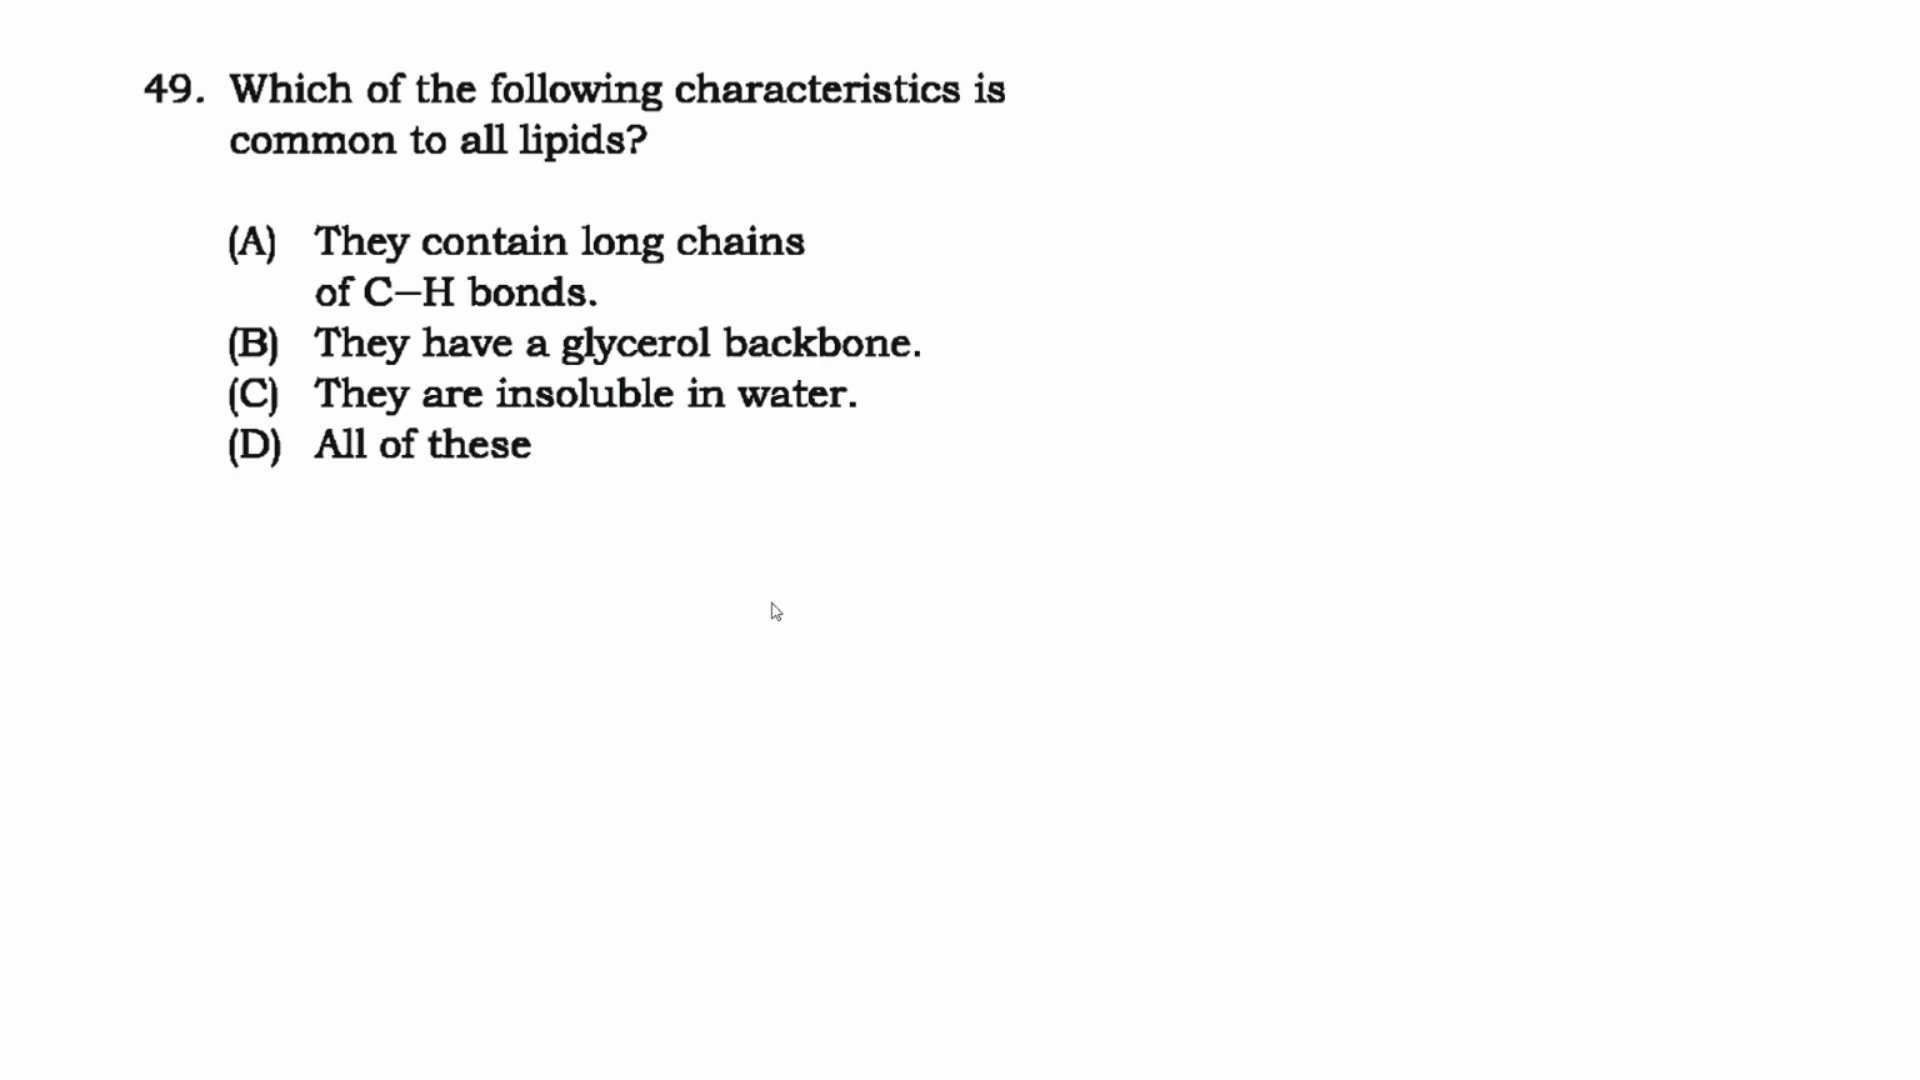 49. Which of the following characteristics is
common to all lipids?
(A) They contain long chains
of C–H bonds.
(B) They have a glycerol backbone.
(C) They are insoluble in water.
(D) All of these